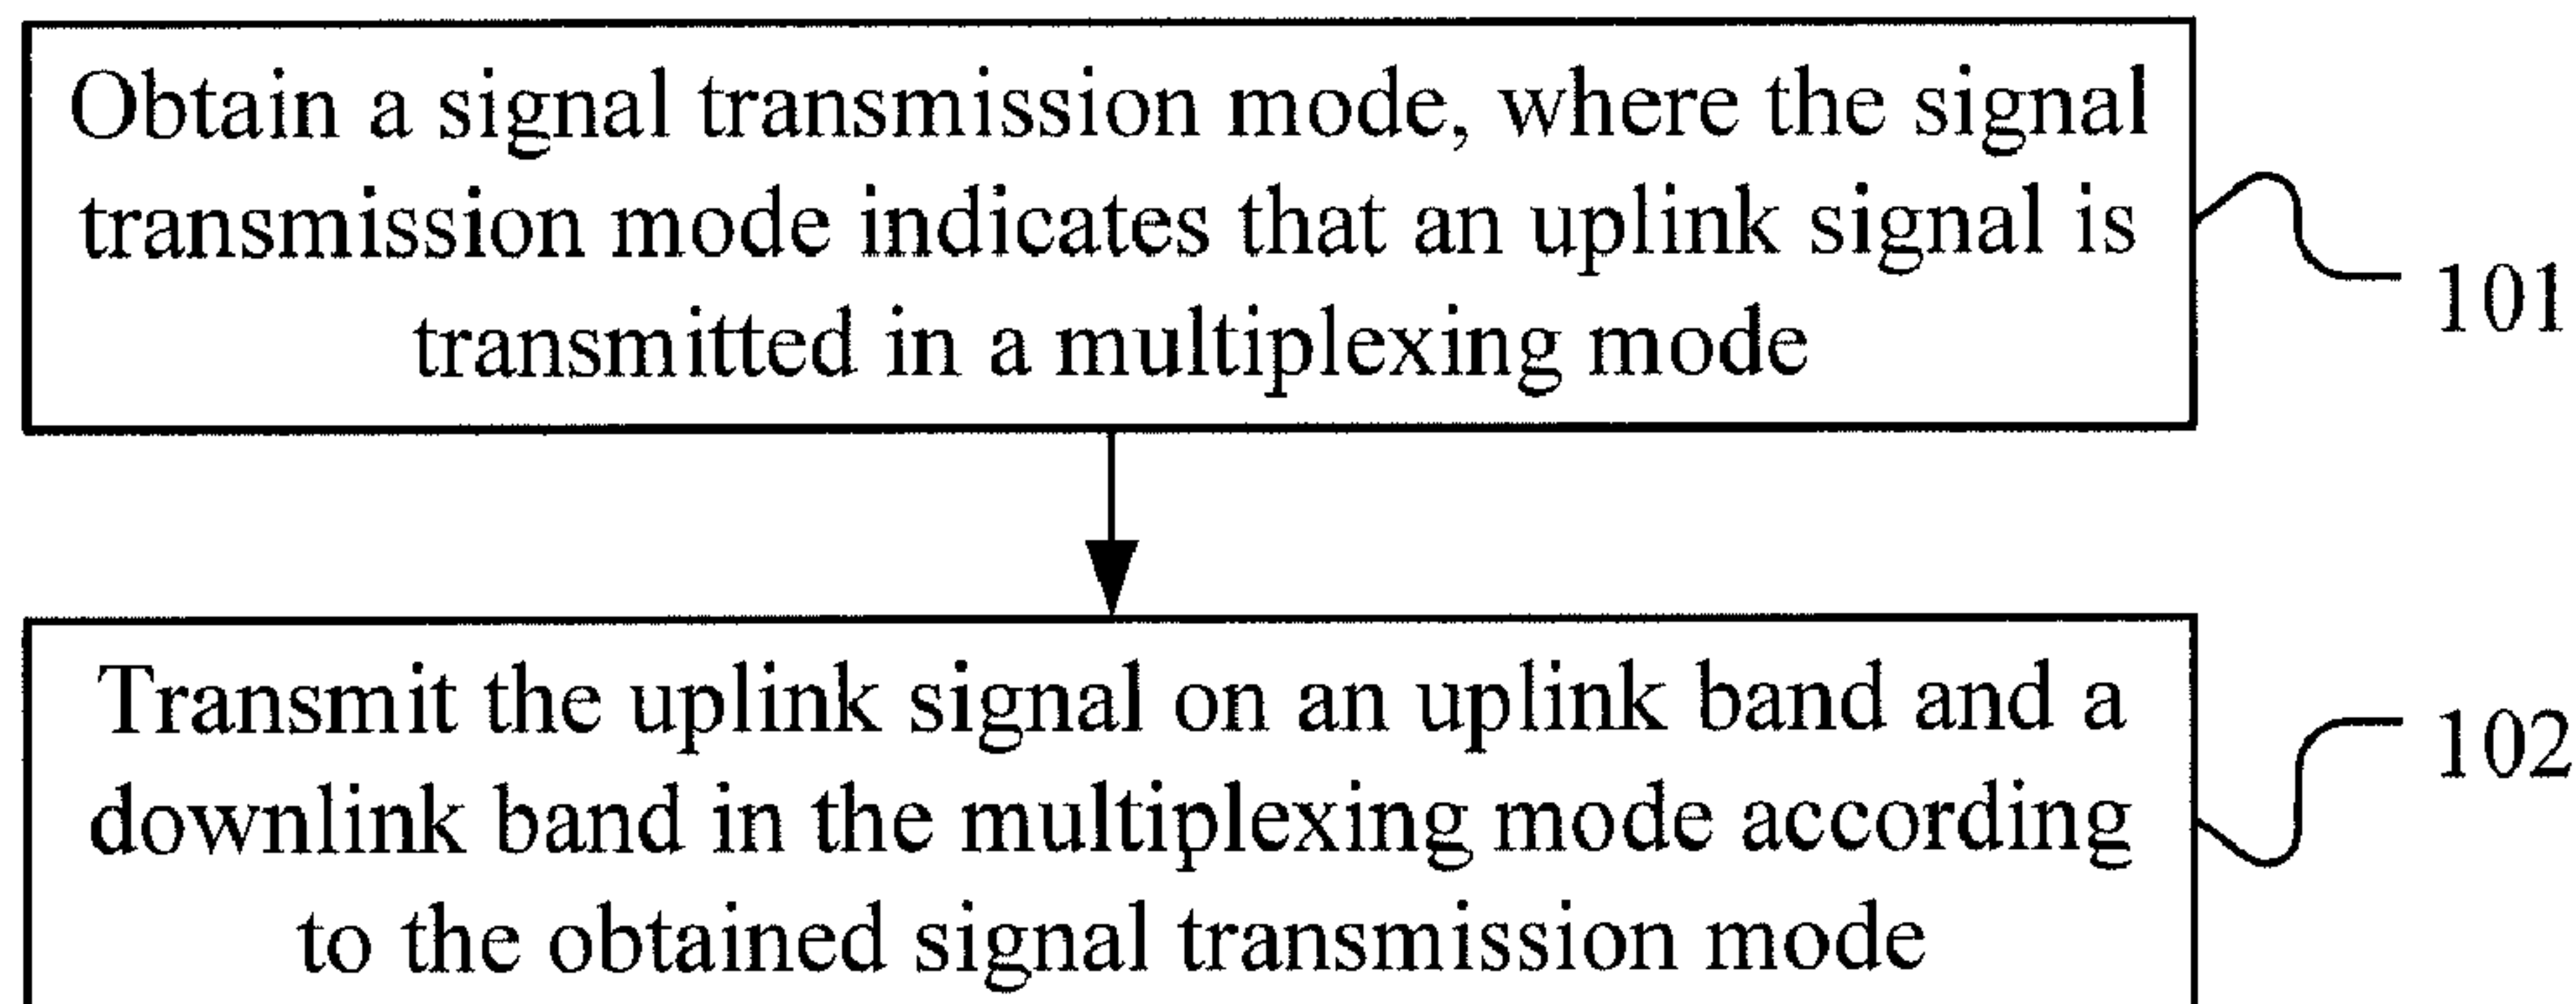 Obtain a signal transmission mode, where the signal
transmission mode indicates that an uplink signal is
transmitted in a multiplexing mode
101
Transmit the uplink signal on an uplink band and a
downlink band in the multiplexing mode according
to the obtained signal transmission mode
102